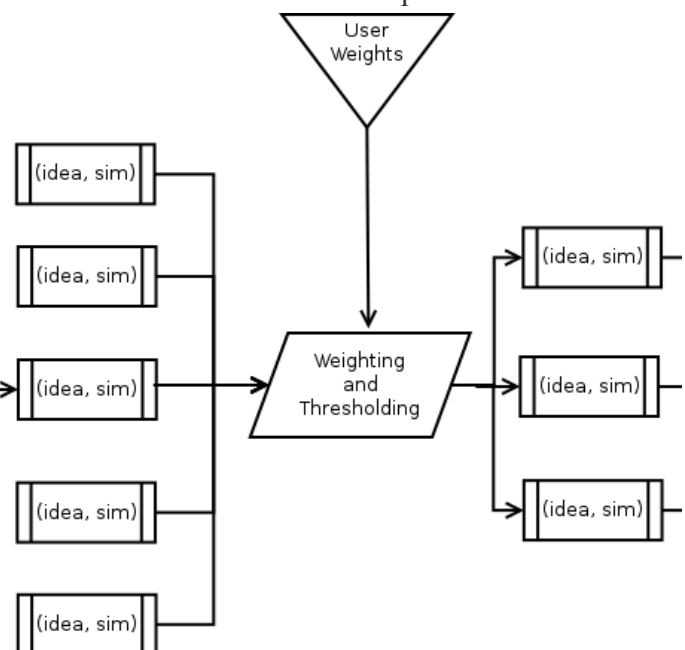 User
Weights
(idea, sim)
(idea, sim)
(idea, sim)
(idea, sim)
(idea, sim)
Weighting
and
Thresholding
(idea, sim)
(idea, sim)
(idea, sim)